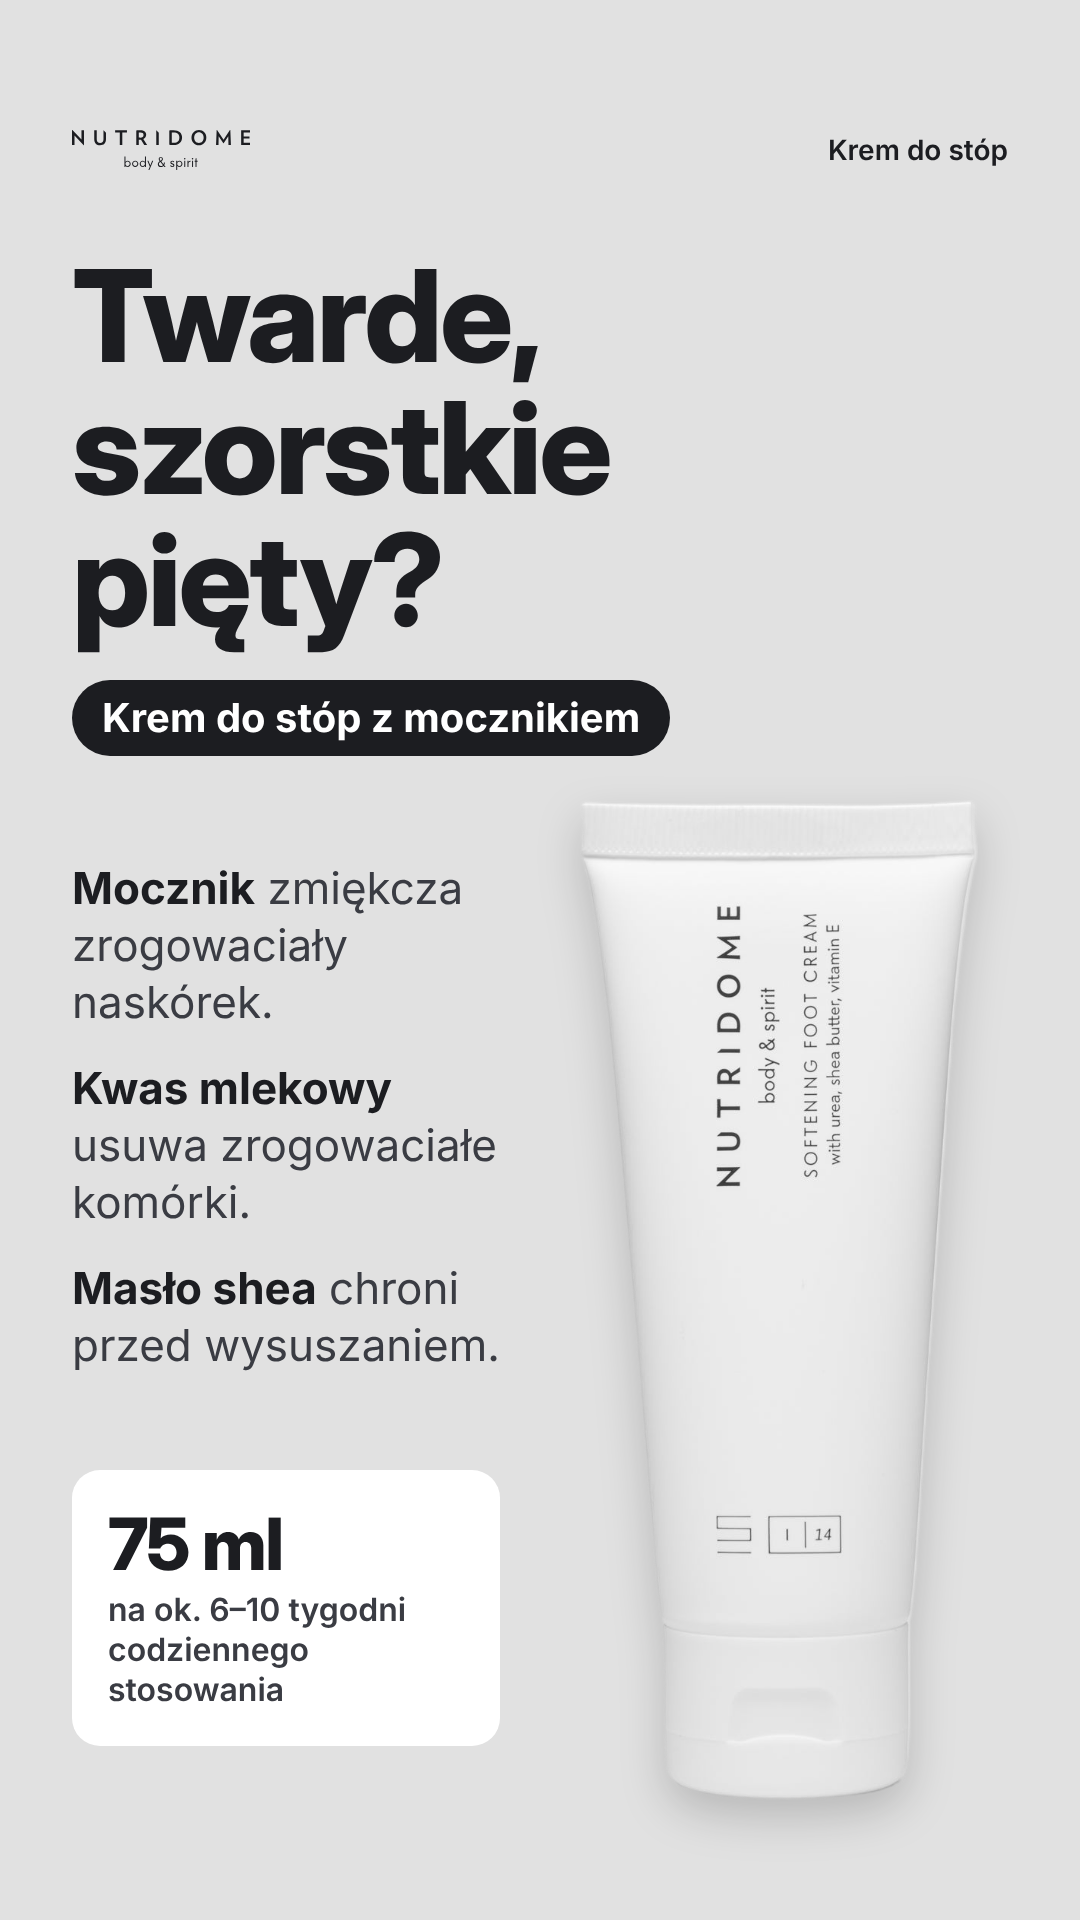 NUTRIDOME
body & spirit
Krem do stóp
Twarde,
szorstkie
pięty?
Krem do stóp z mocznikiem
Mocznik zmiękcza
zrogowaciały
naskórek.
Kwas mlekowy
usuwa zrogowaciałe
komórki.
Masło shea chroni
przed wysuszaniem.
75 ml
na ok. 6–10 tygodni
codziennego
stosowania
NUTRIDOME
body & spirit
SOFTENING FOOT CREAM
with urea, shea butter, vitamin E
I 14